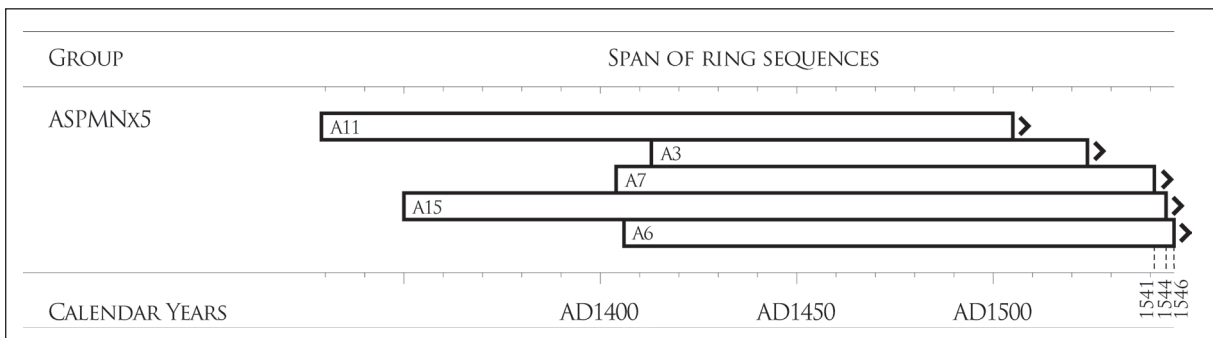 GROUP SPAN OF RING SEQUENCES
ASPMNX5
A11
A3
A7
A15
A6
CALENDAR YEARS AD1400 AD1450 AD1500 1541 1544 1546